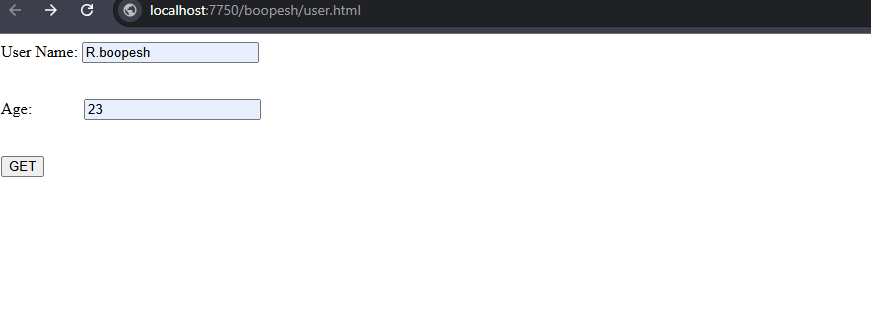 localhost:7750/boopesh/user.html
User Name: R.boopesh
Age: 23
GET